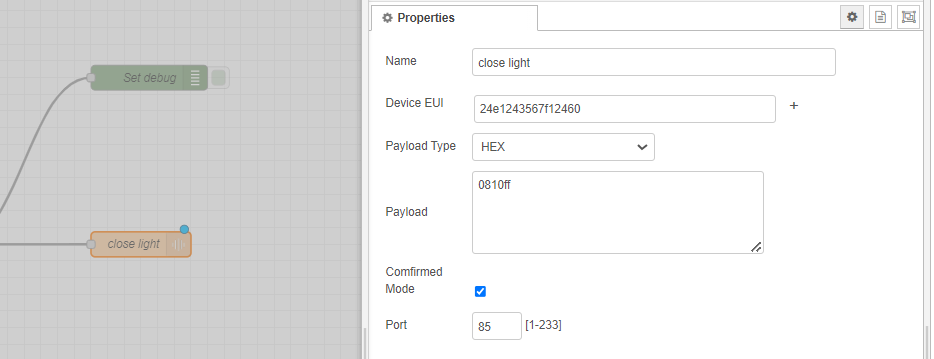 Properties
Name
close light
Set debug
Device EUI
24e1243567f12460
+
Payload Type
HEX
0810ff
Payload
close light
Comfirmed
Mode
Port
85
[1-233]